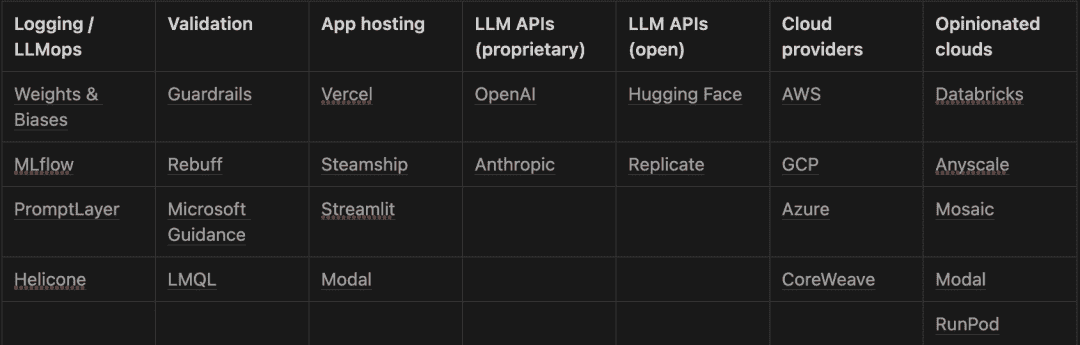 Logging / Validation App hosting LLM APIs LLM APIs Cloud Opinionated
LLMops (proprietary) (open) providers clouds
Weights & Guardrails Vercel OpenAI Hugging Face AWS Databricks
Biases
MLflow Rebuff Steamship Anthropic Replicate GCP Anyscale
PromptLayer Microsoft Streamlit Azure Mosaic
Guidance
Helicone LMQL Modal CoreWeave Modal
RunPod